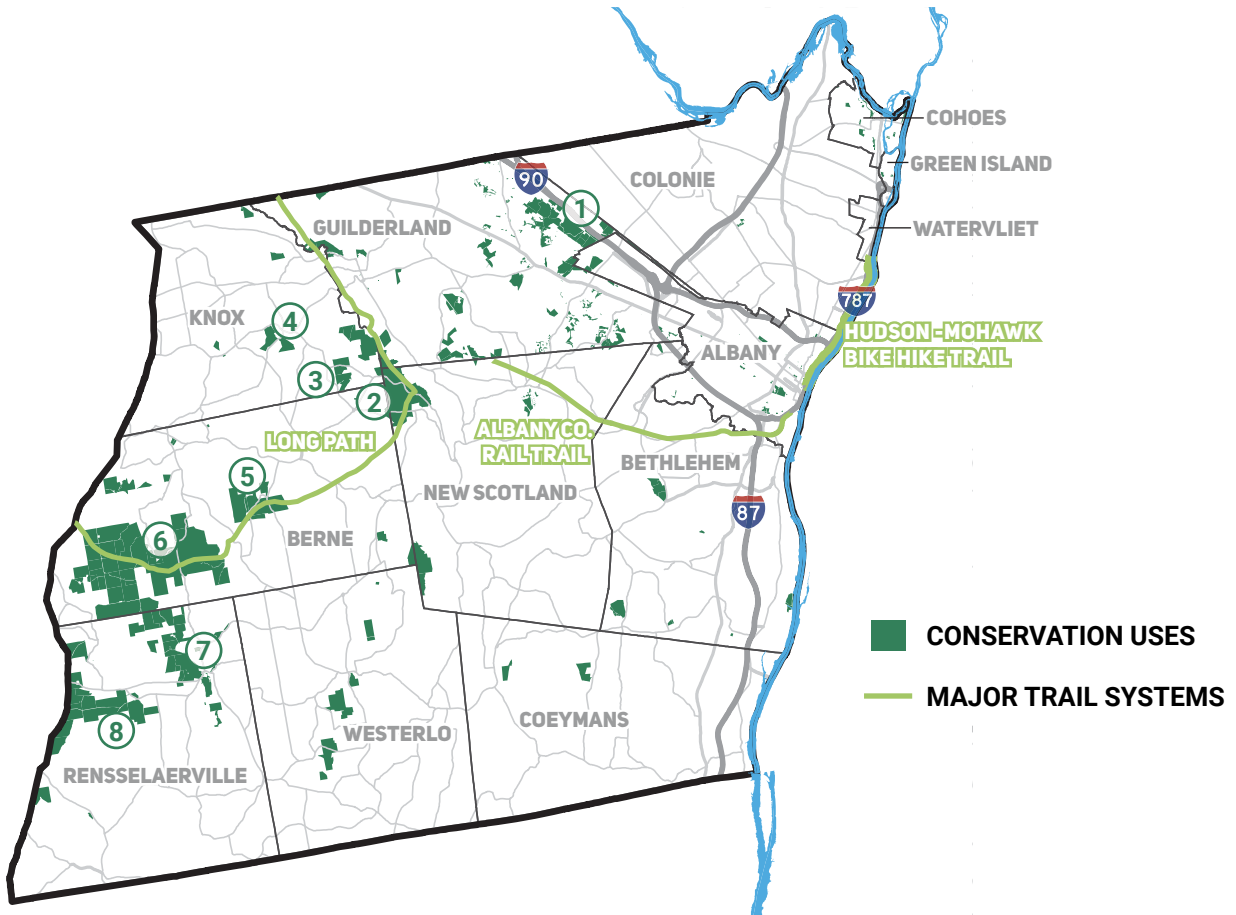 COHOES
GREEN ISLAND
90
COLONIE
1
GUILDERLAND
WATERVLIET
787
KNOX
4
HUDSON-MOHAWK
BIKE HIKE TRAIL
ALBANY
3
2
LONG PATH
ALBANY CO.
RAIL TRAIL
BETHLEHEM
5
NEW SCOTLAND
87
6
BERNE
7
CONSERVATION USES
MAJOR TRAIL SYSTEMS
8
COEYMANS
WESTERLO
RENSSELAERVILLE